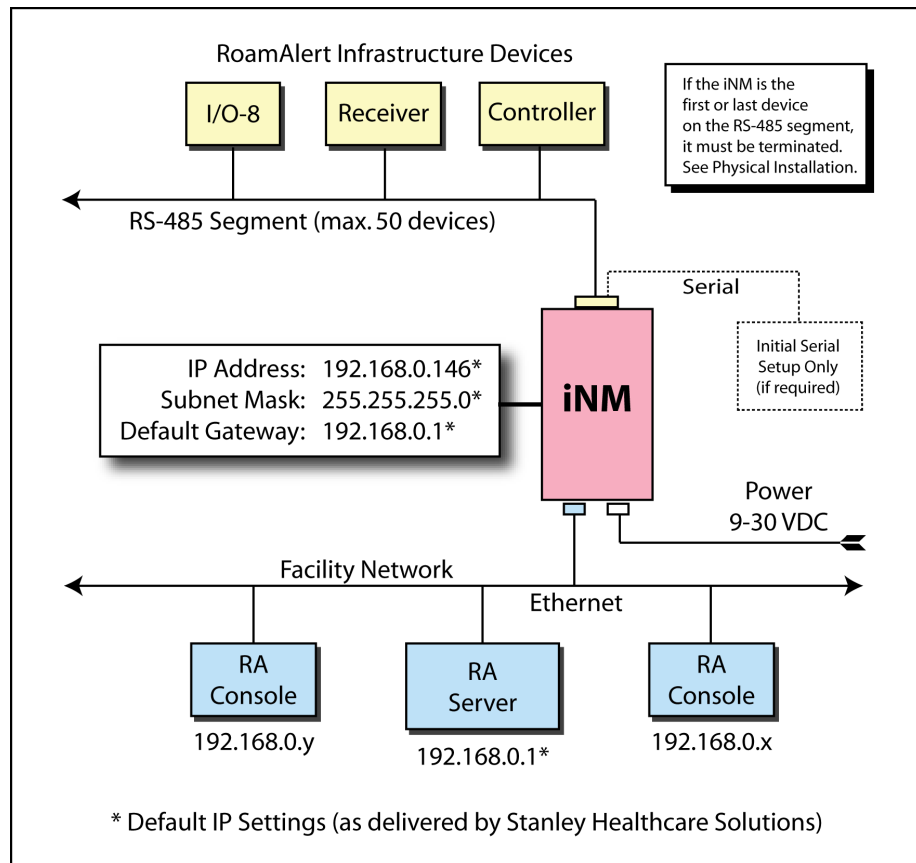 RoamAlert Infrastructure Devices
I/O-8
Receiver
Controller
If the iNM is the
first or last device
on the RS-485 segment,
it must be terminated.
See Physical Installation.
RS-485 Segment (max. 50 devices)
Serial
Initial Serial
Setup Only
(if required)
IP Address: 192.168.0.146*
Subnet Mask: 255.255.255.0*
Default Gateway: 192.168.0.1*
iNM
Power
9-30 VDC
Facility Network
Ethernet
RA
Console
192.168.0.y
RA
Server
192.168.0.1*
RA
Console
192.168.0.x
* Default IP Settings (as delivered by Stanley Healthcare Solutions)